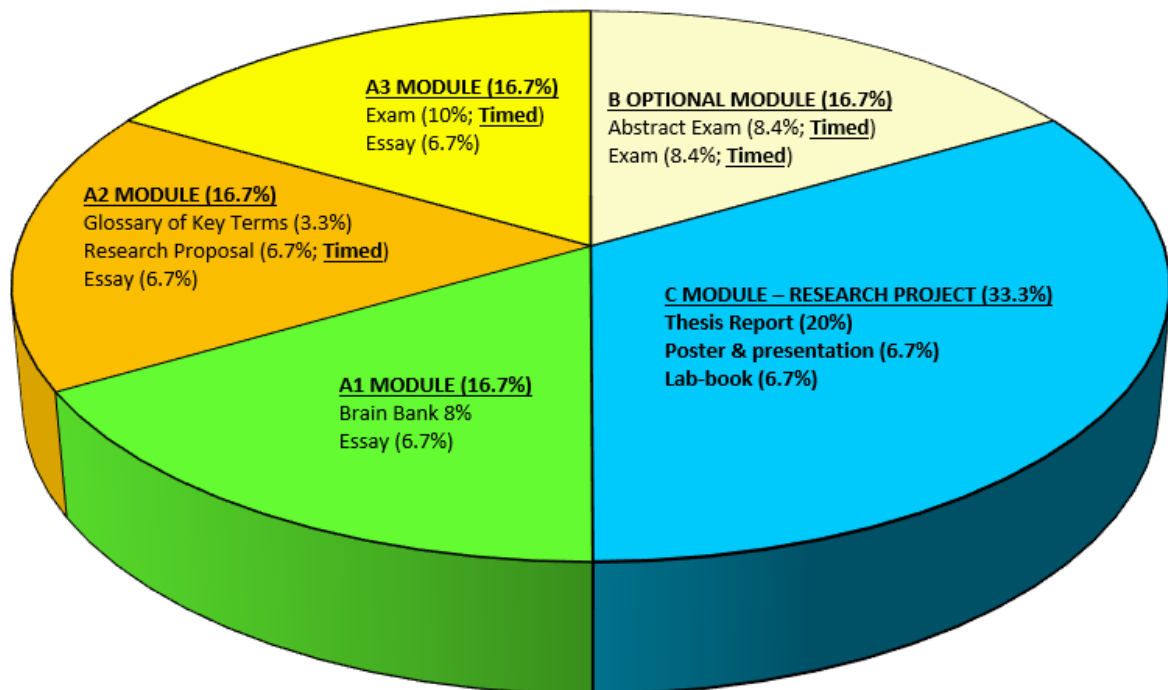 A3 MODULE (16.7%)
Exam (10%; Timed)
Essay (6.7%)
B OPTIONAL MODULE (16.7%)
Abstract Exam (8.4%; Timed)
Exam (8.4%; Timed)
A2 MODULE (16.7%)
Glossary of Key Terms (3.3%)
Research Proposal (6.7%; Timed)
Essay (6.7%)
C MODULE – RESEARCH PROJECT (33.3%)
Thesis Report (20%)
Poster & presentation (6.7%)
Lab-book (6.7%)
A1 MODULE (16.7%)
Brain Bank 8%
Essay (6.7%)